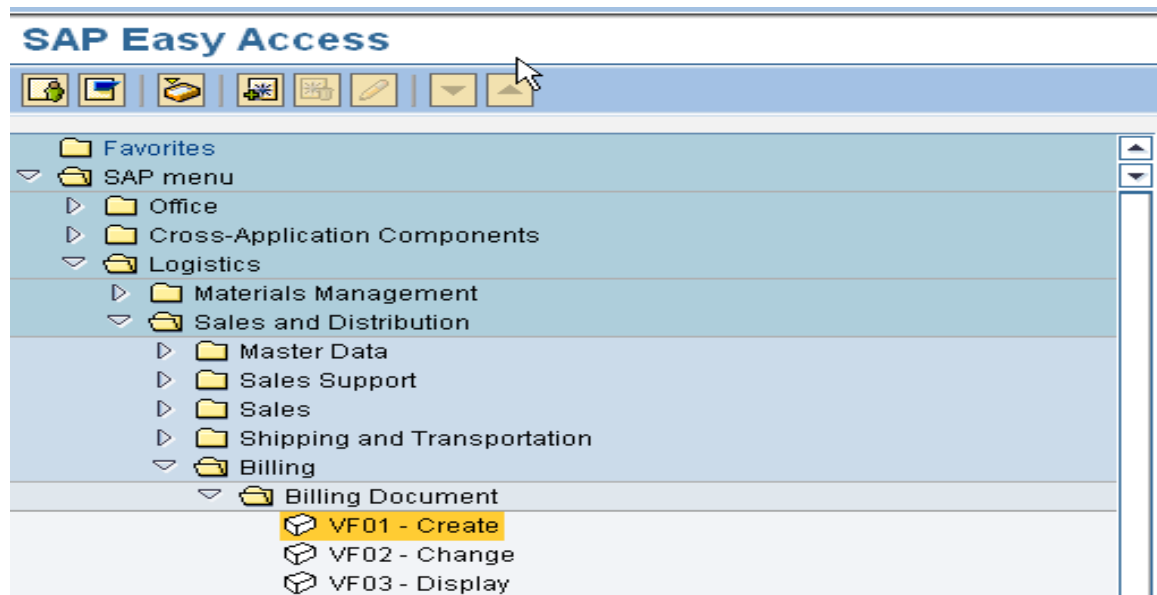 SAP Easy Access
Favorites
SAP menu
Office
Cross-Application Components
Logistics
Materials Management
Sales and Distribution
Master Data
Sales Support
Sales
Shipping and Transportation
Billing
Billing Document
VF01 - Create
VF02 - Change
VF03 - Display